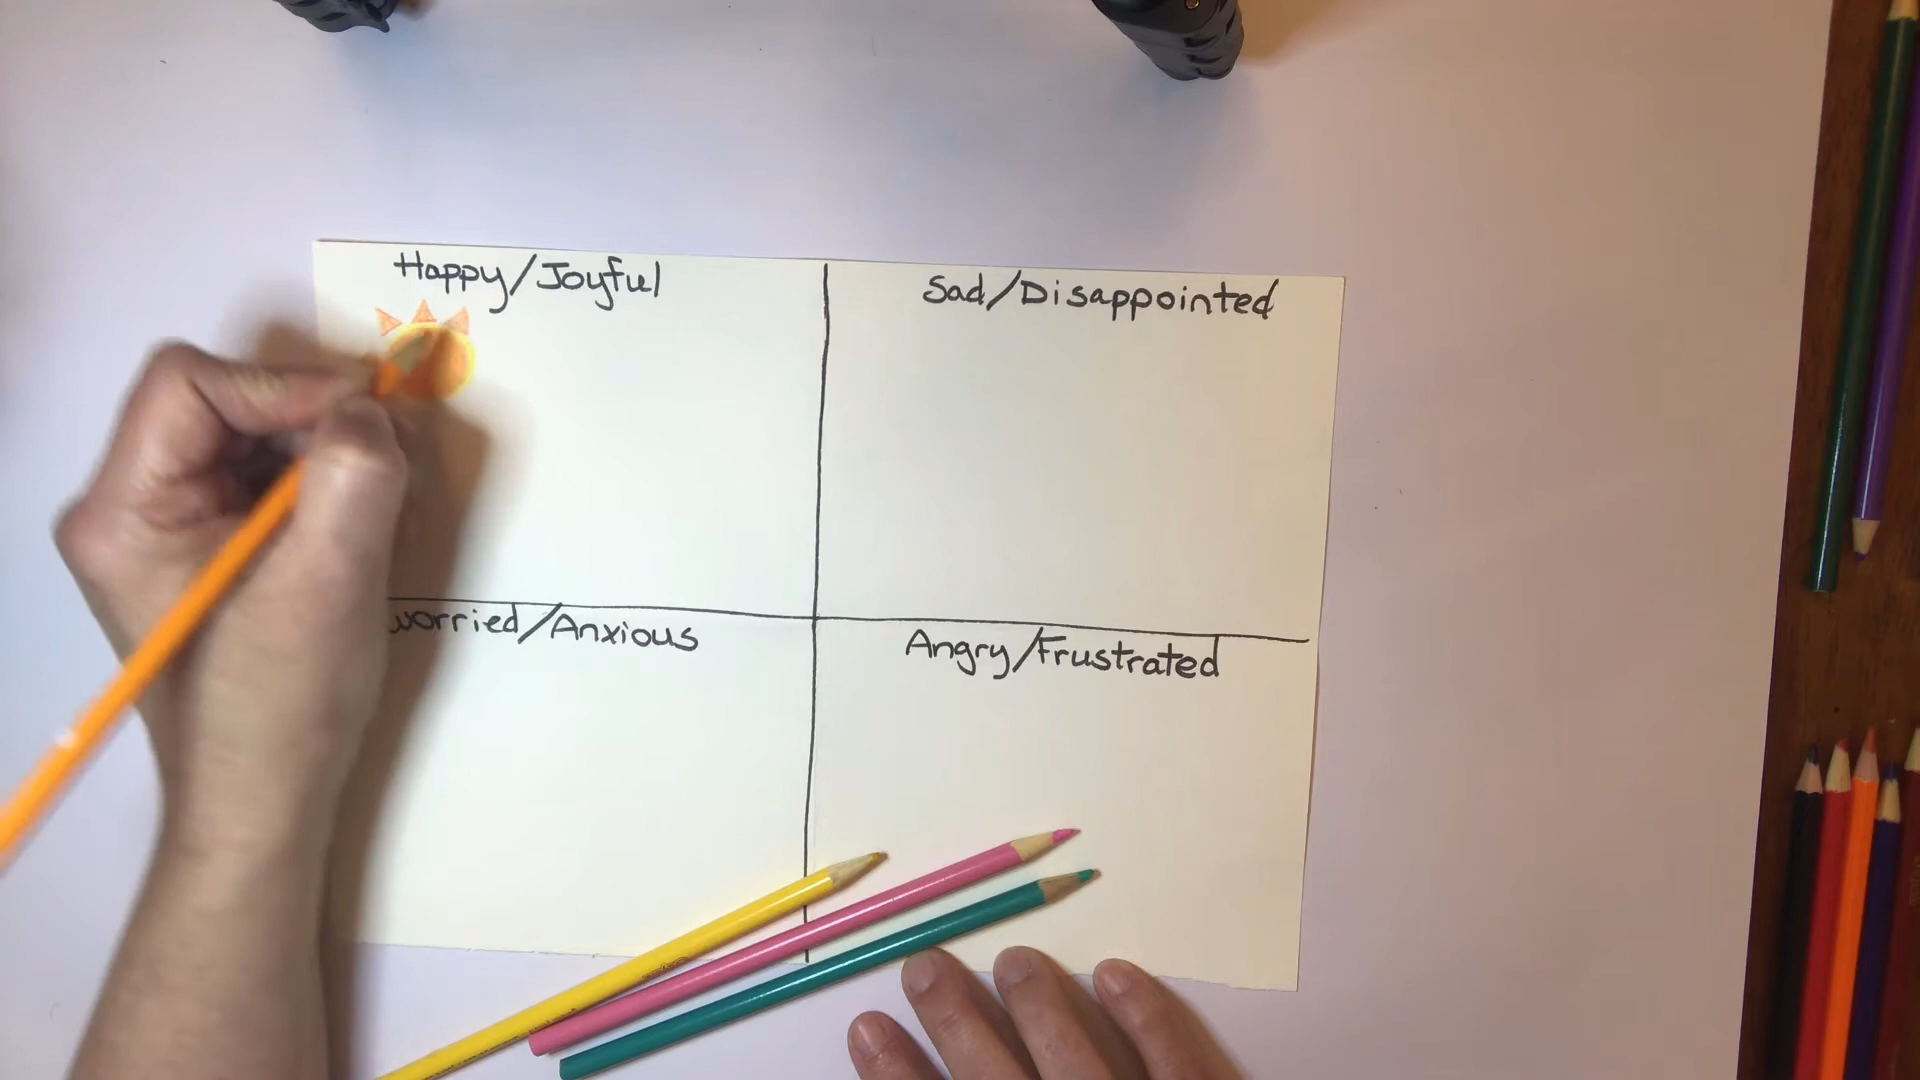 Happy/Joyful
Sad/Disappointed
worried/Anxious
Angry/Frustrated